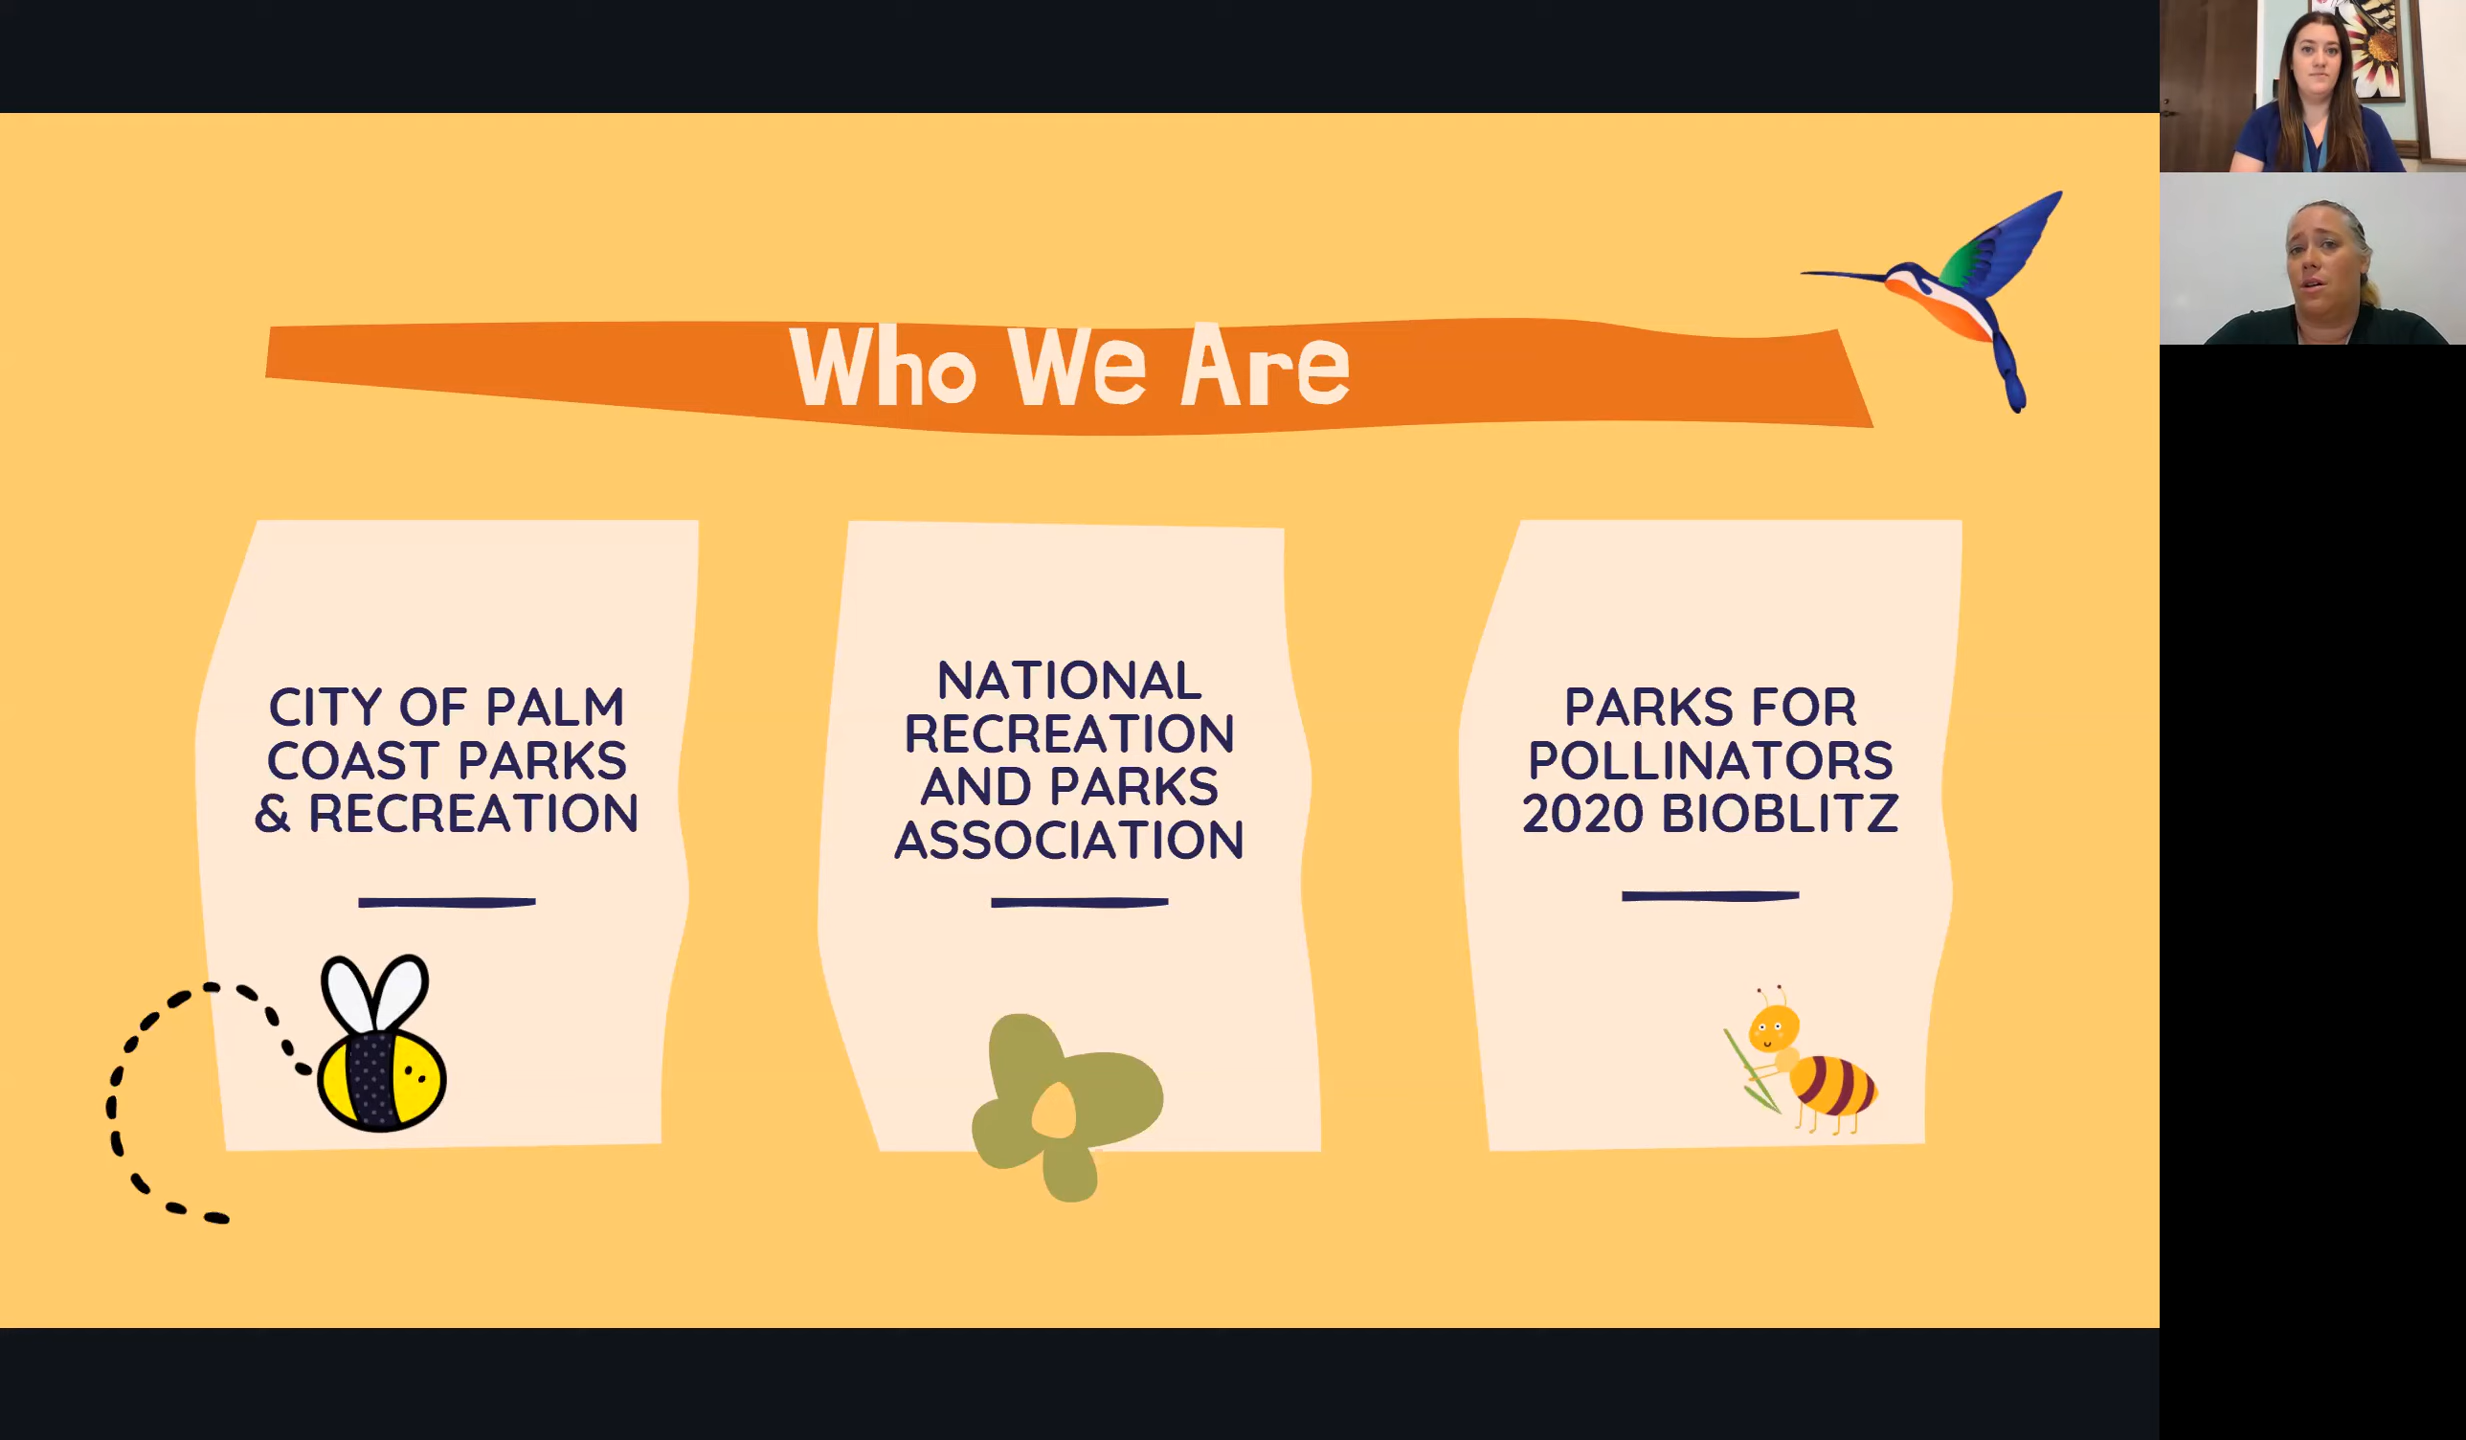 Who We Are
CITY OF PALM
COAST PARKS
& RECREATION
NATIONAL
RECREATION
AND PARKS
ASSOCIATION
PARKS FOR
POLLINATORS
2020 BIOBLITZ